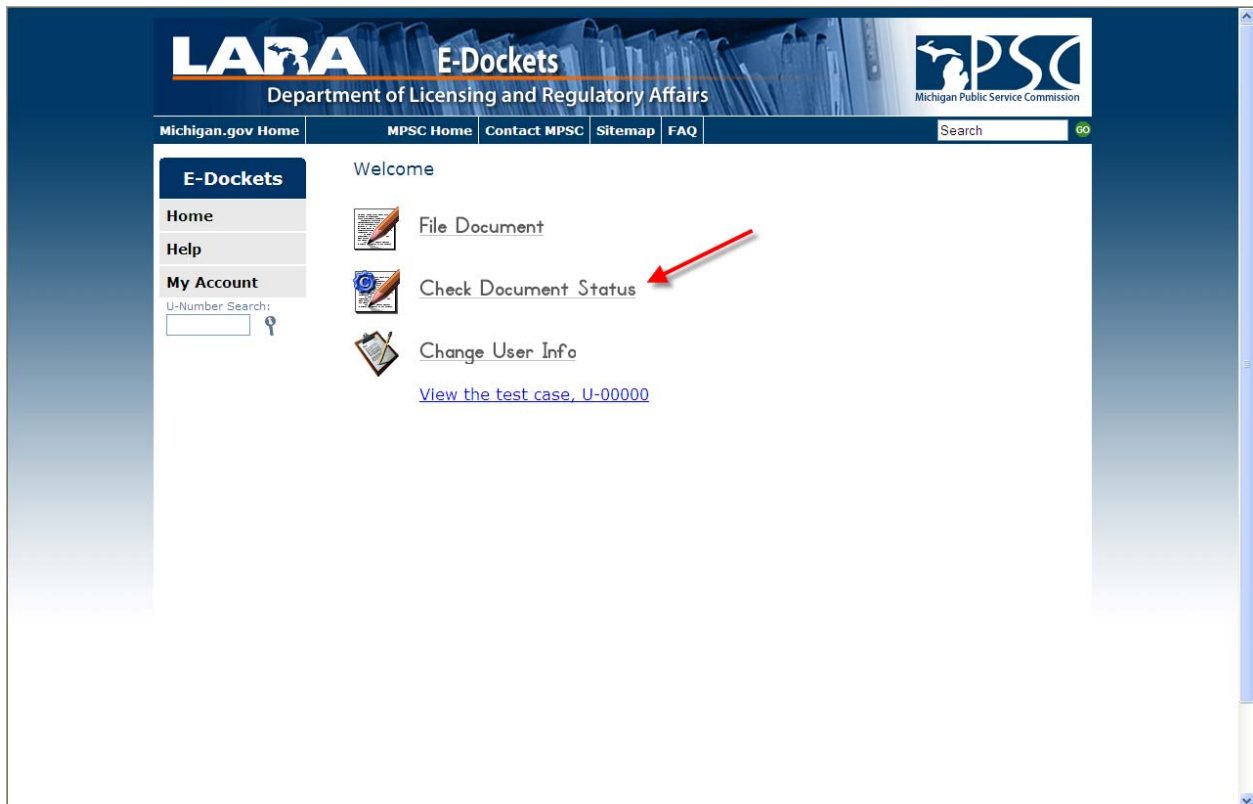 LARA E-Dockets
Department of Licensing and Regulatory Affairs
PSC
Michigan Public Service Commission
Michigan.gov Home MPSC Home Contact MPSC Sitemap FAQ Search GO
E-Dockets
Home
Help
My Account
U-Number Search:
Welcome
File Document
C Check Document Status
Change User Info
View the test case, U-00000